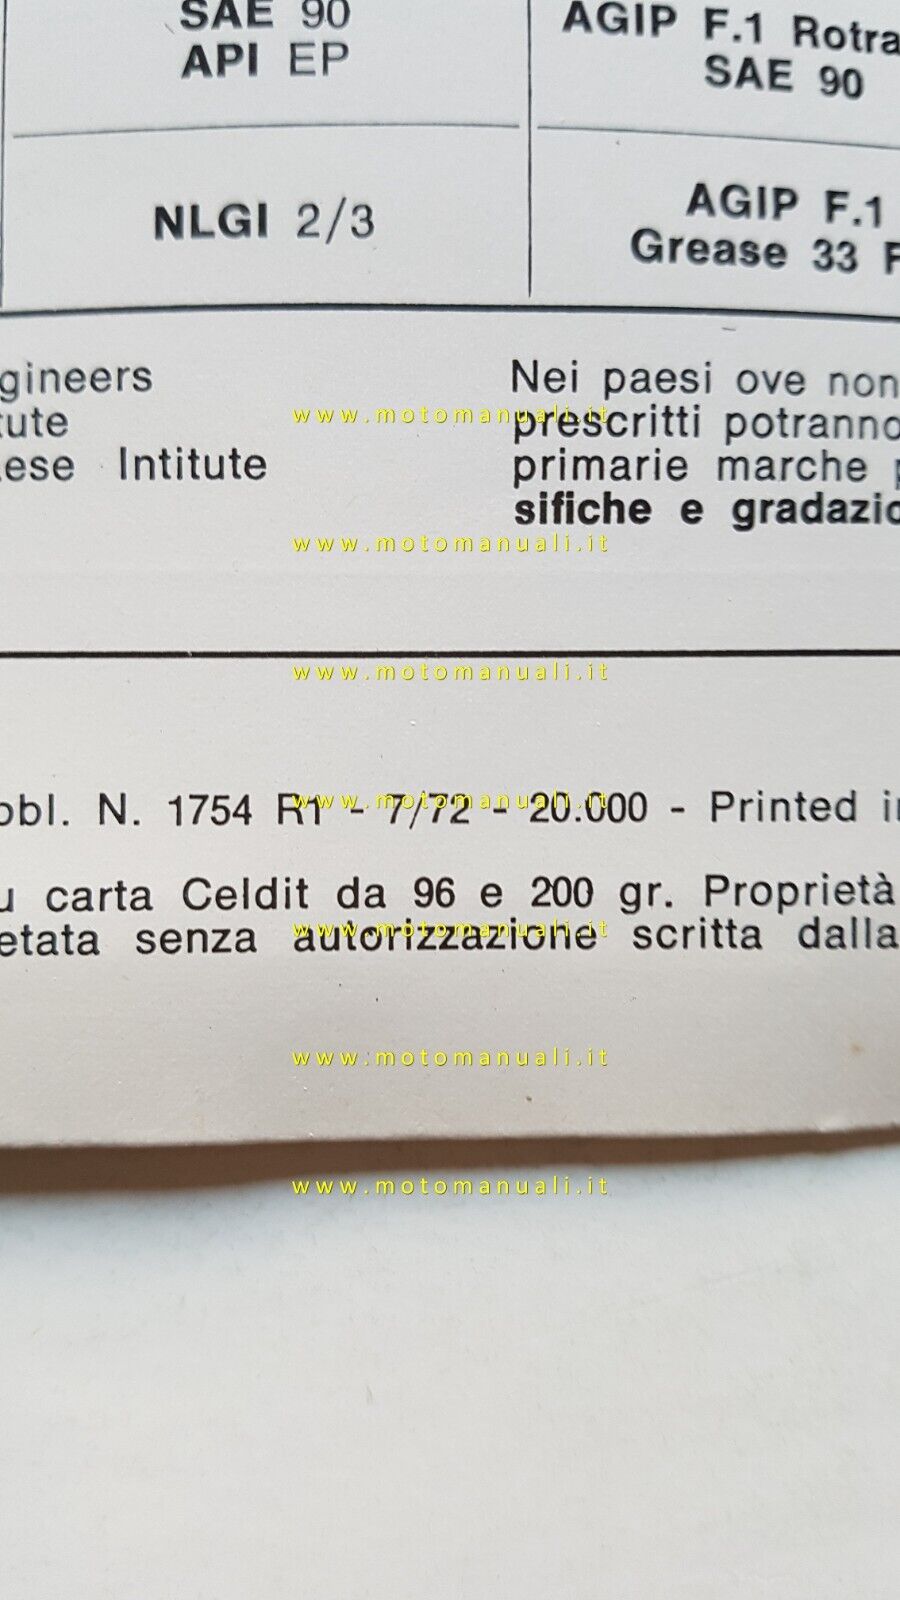 SAE 90
API EP
AGIP F.1 Rotra
SAE 90
NLGI 2/3
AGIP F.1
Grease 33 F
gineers
tute
ese Intitute
Nei paesi ove non
prescritti potranno
primarie marche p
sifiche e gradazio
obl. N. 1754 R1 - 7/72 - 20.000 - Printed i
u carta Celdit da 96 e 200 gr. Proprietà
etata senza autorizzazione scritta dalla
www.motomanuali.it
www.motomanuali.it
www.motomanuali.it
www.motomanuali.it
www.motomanuali.it
www.motomanuali.it
www.motomanuali.it